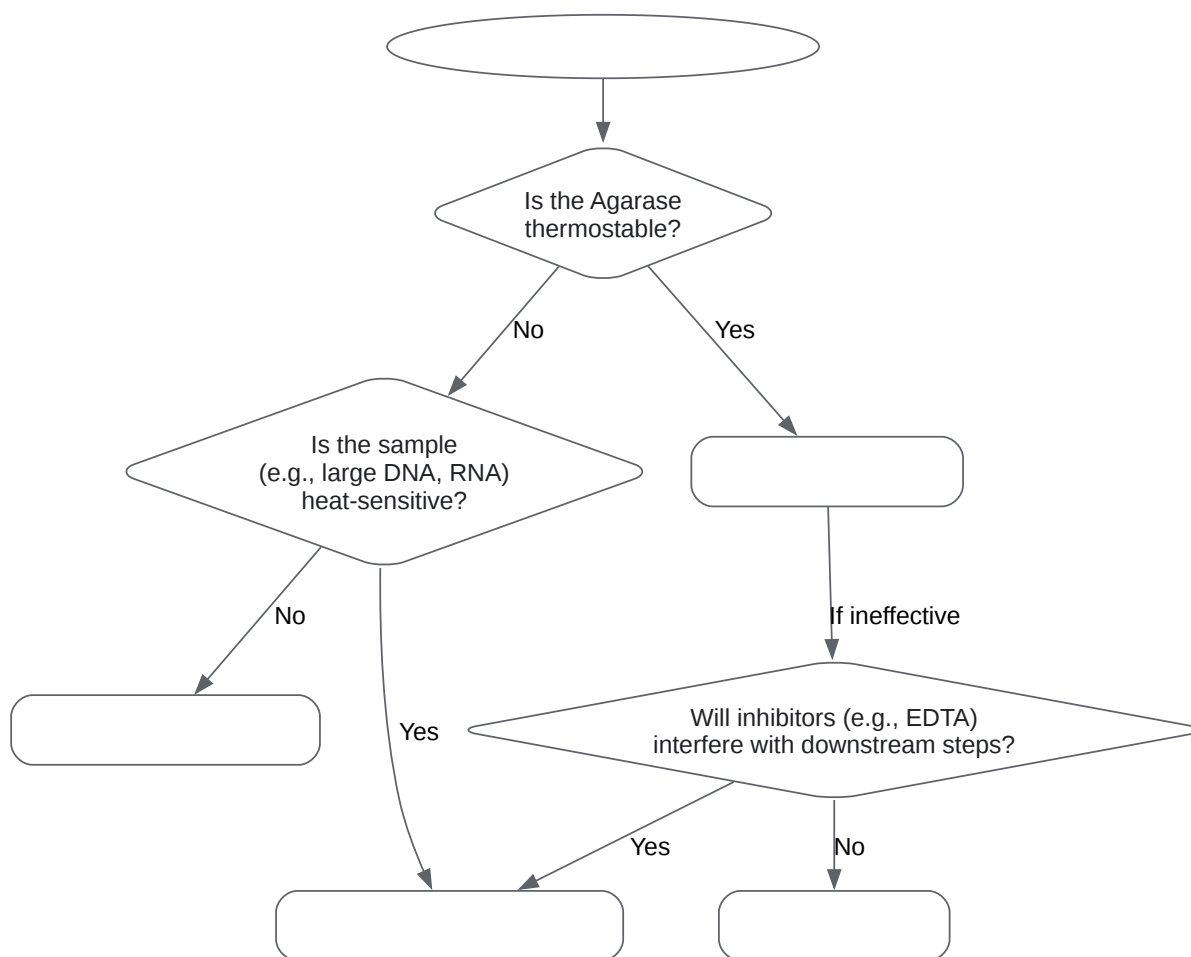 Is the Agarase
thermostable?
No
Yes
Is the sample
(e.g., large DNA, RNA)
heat-sensitive?
No
If ineffective
Yes
Will inhibitors (e.g., EDTA)
interfere with downstream steps?
Yes
No